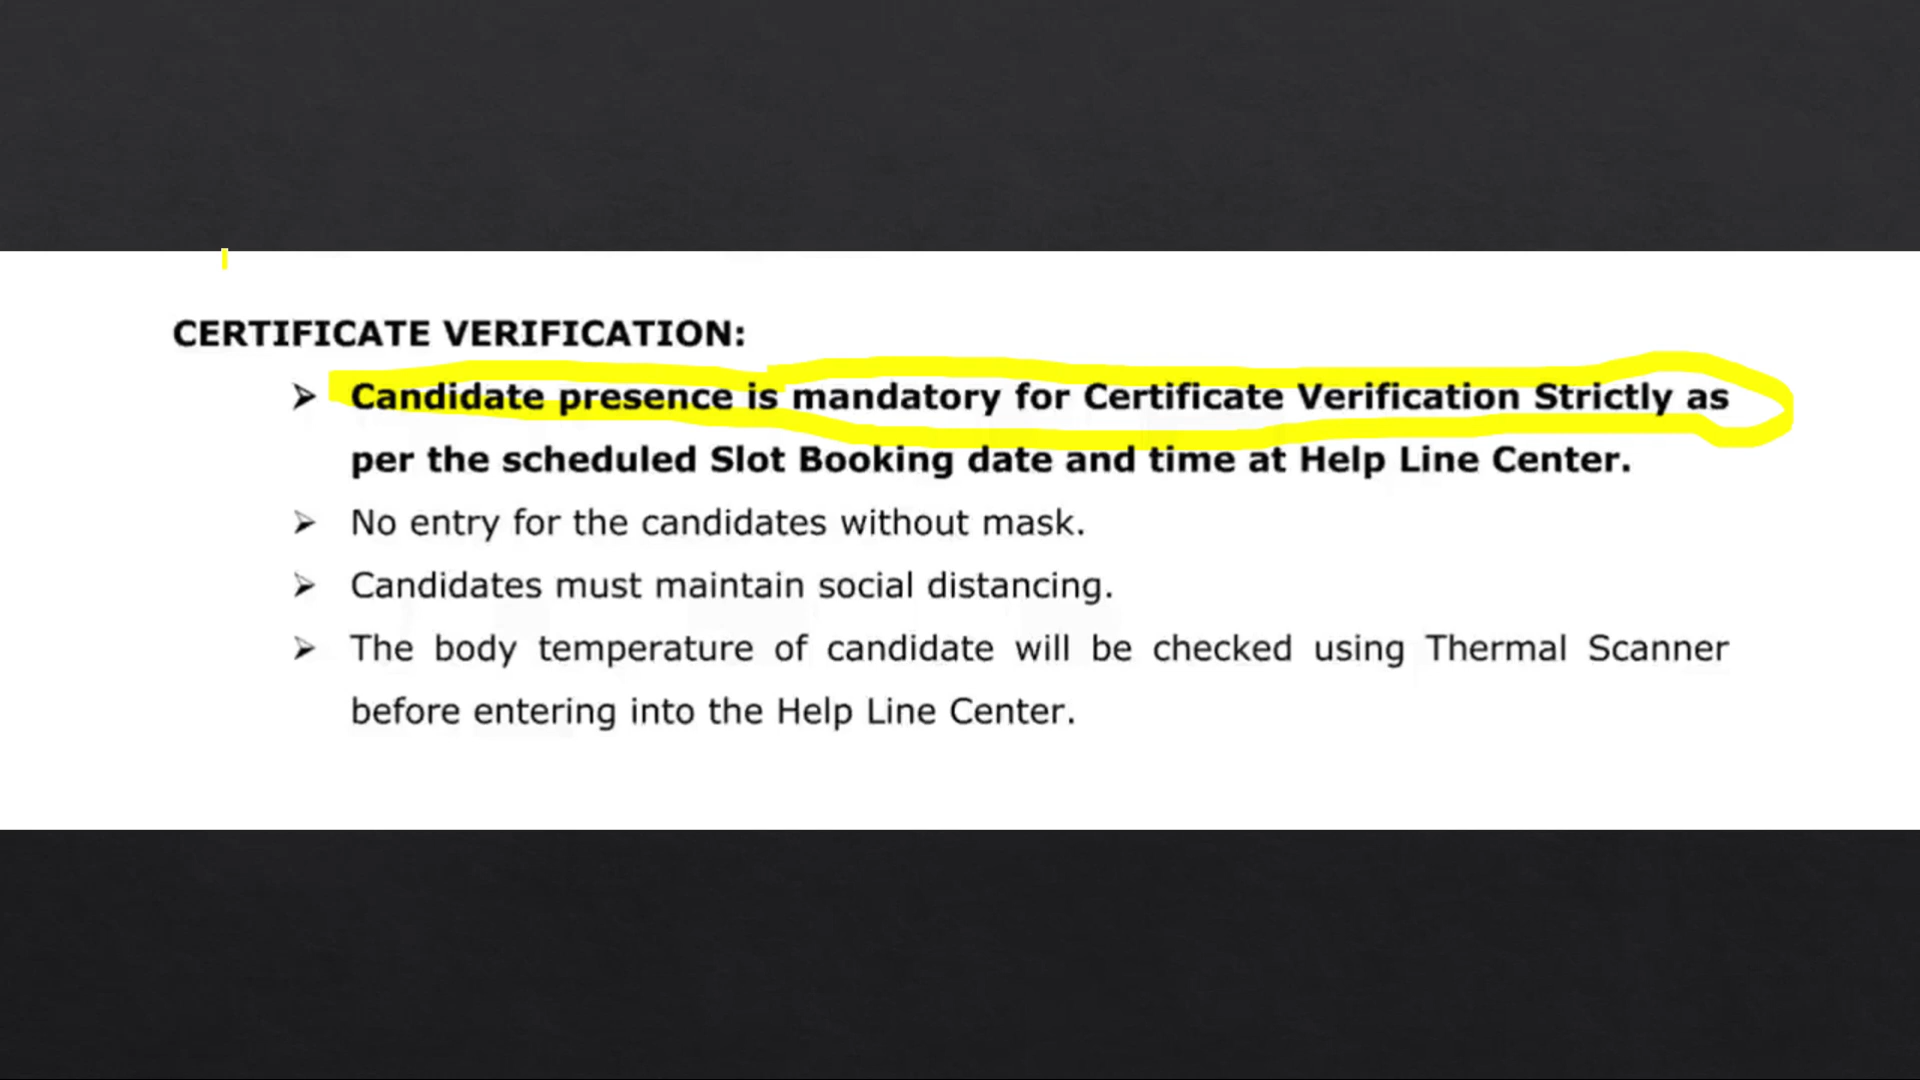 CERTIFICATE VERIFICATION:
➢ Candidate presence is mandatory for Certificate Verification Strictly as
per the scheduled Slot Booking date and time at Help Line Center.
➢ No entry for the candidates without mask.
➢ Candidates must maintain social distancing.
➢ The body temperature of candidate will be checked using Thermal Scanner
before entering into the Help Line Center.